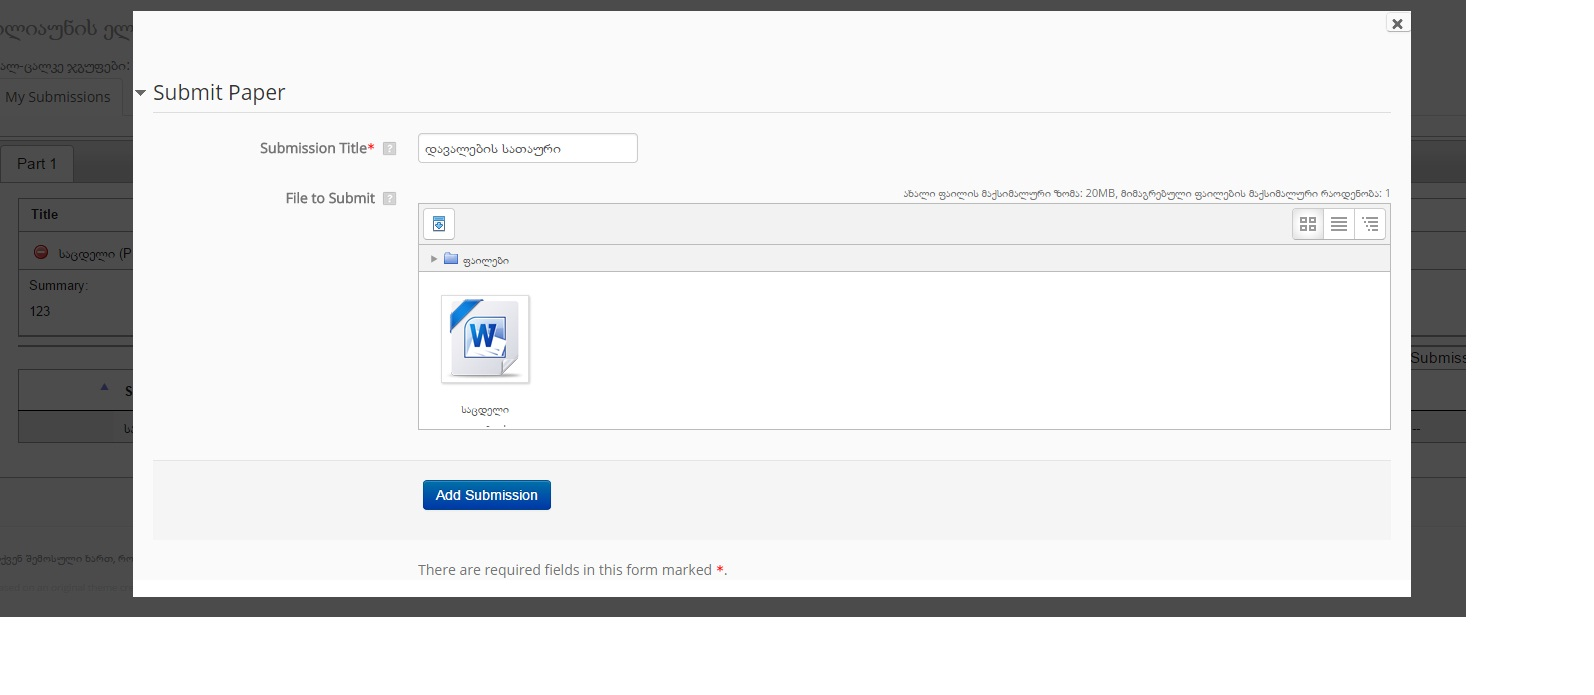 My Submissions
Part 1
Title
საცდელი (P
Summary:
123
Submit Paper
Submission Title*
დავალების სათაური
File to Submit
ახალი ფაილის მაქსიმალური ზომა: 20MB, მიმაგრებული ფაილების მაქსიმალური რაოდენობა: 1
ფაილები
W
საცდელი
Submiss
Add Submission
There are required fields in this form marked *.